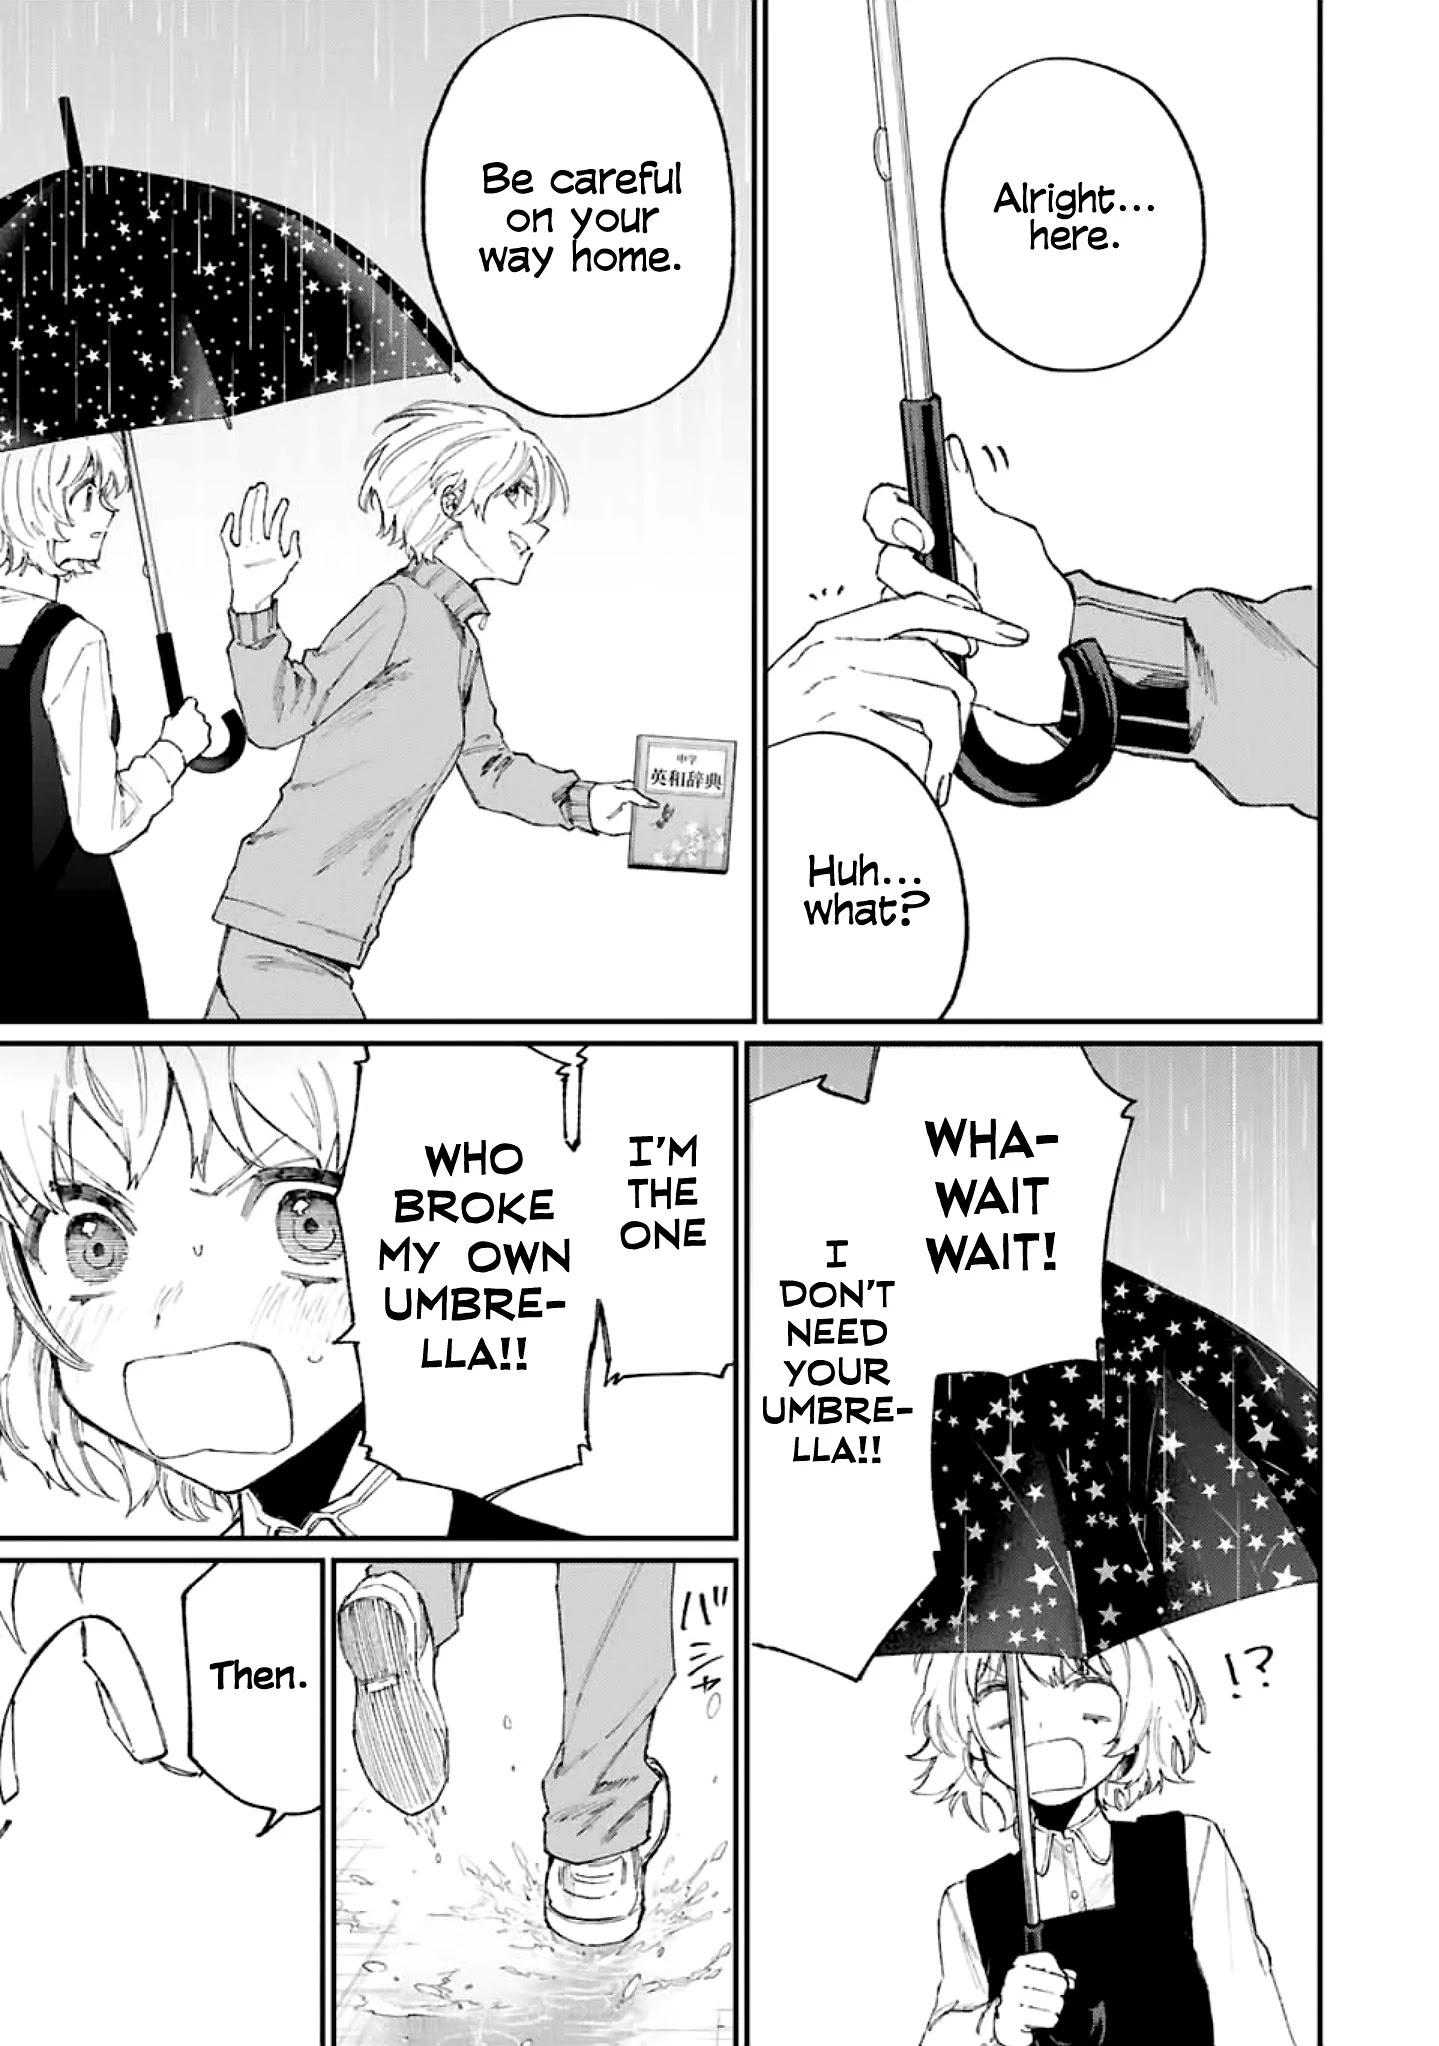 Alright...
here.
Huh...
what?
Be careful
on your
way home.
中学
英和辞典
WHA-
WAIT
WAIT!
I
DON'T
NEED
YOUR
UMBRE-
LLA!!
!?
I'M
THE
ONE
WHO
BROKE
MY OWN
UMBRE-
LLA!!
バシャ
Then.